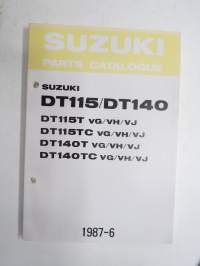 SUZUKI
PARTS CATALOGUE
SUZUKI
DT115/DT140
DT115T VG/VH/VJ
DT115TC VG/VH/VJ
DT140T VG/VH/VJ
DT140TC VG/VH/VJ
1987-6